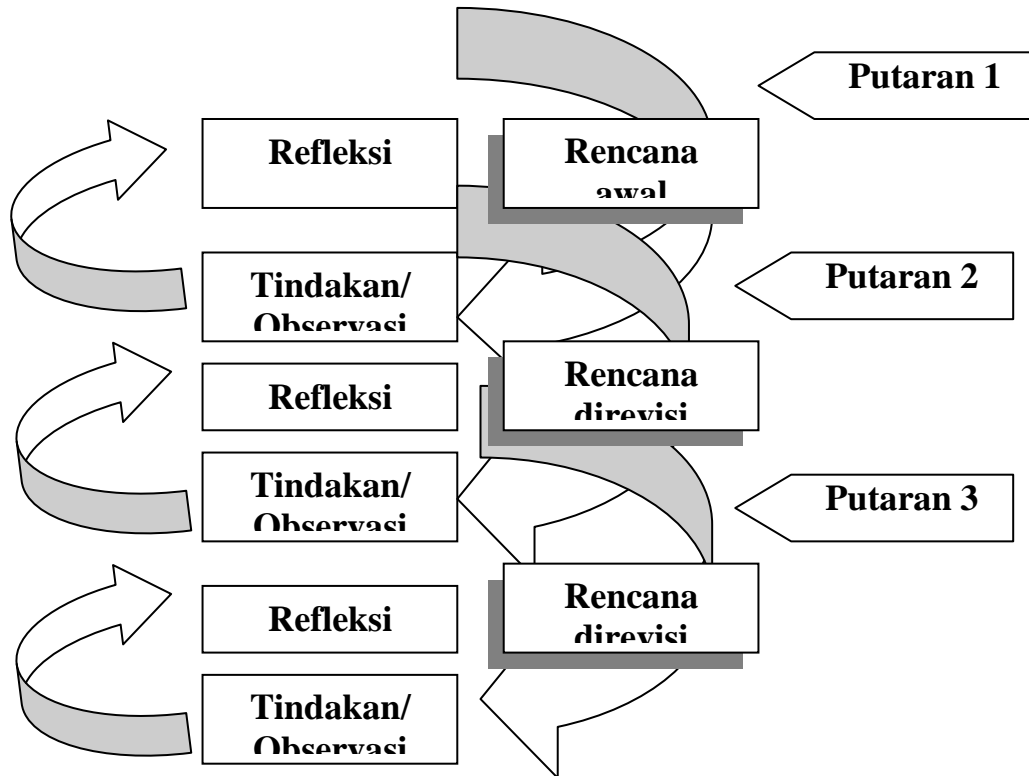 Putaran 1
Refleksi
Rencana
awal
Tindakan/
Observasi
Putaran 2
Refleksi
Rencana
direvisi
Tindakan/
Observasi
Putaran 3
Refleksi
Rencana
direvisi
Tindakan/
Observasi